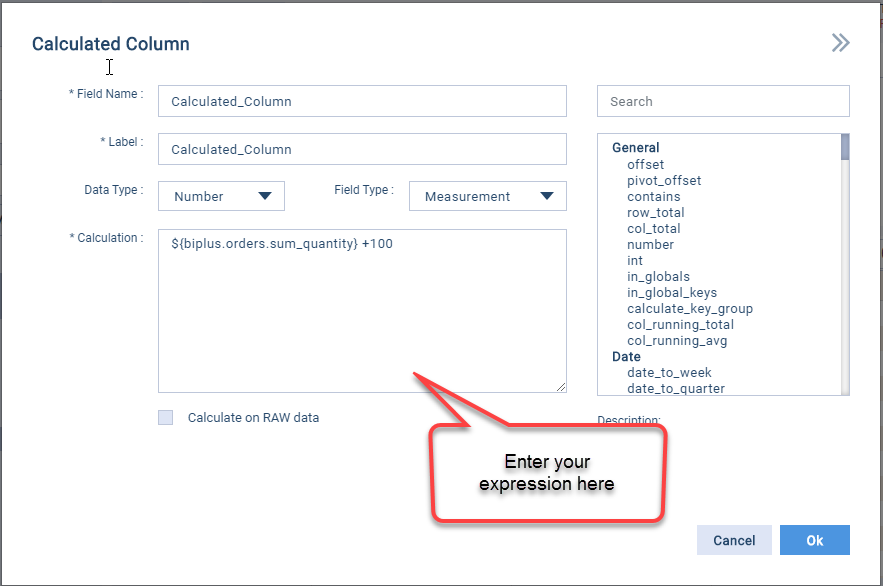 Calculated Column
* Field Name :
Calculated_Column
* Label :
Calculated_Column
Data Type :
Number
Field Type :
Measurement
* Calculation :
${biplus.orders.sum_quantity} +100
Calculate on RAW data
Search
General
offset
pivot_offset
contains
row_total
col_total
number
int
in_globals
in_global_keys
calculate_key_group
col_running_total
col_running_avg
Date
date_to_week
date_to_quarter
Description:
Enter your
expression here
Cancel
Ok